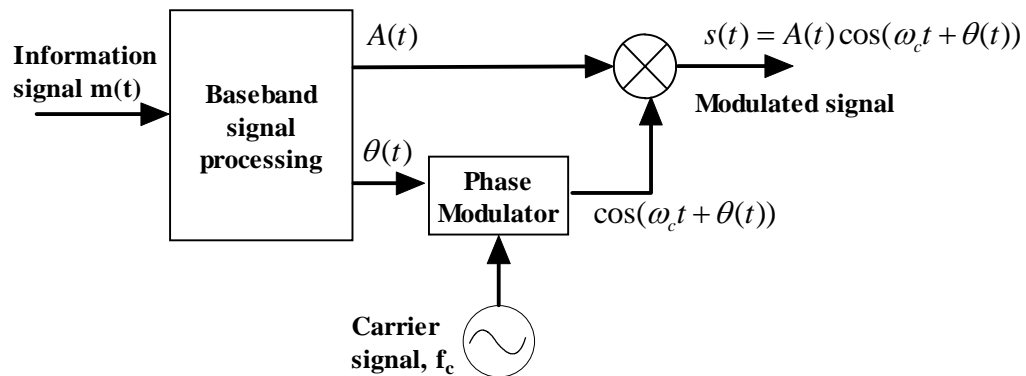 Information
signal m(t)
Baseband
signal
processing
A(t)
θ(t)
Phase
Modulator
Carrier
signal, f_c
cos(ω_c t + θ(t))
s(t) = A(t) cos(ω_c t + θ(t))
Modulated signal